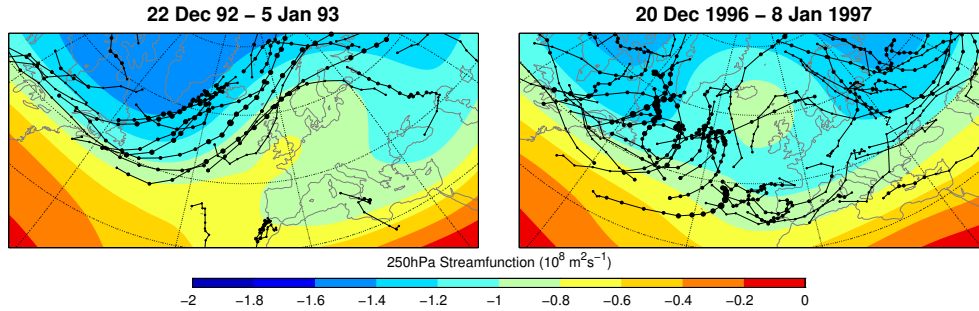 22 Dec 92 − 5 Jan 93
20 Dec 1996 − 8 Jan 1997
250hPa Streamfunction (10⁸ m²s⁻¹)
−2 −1.8 −1.6 −1.4 −1.2 −1 −0.8 −0.6 −0.4 −0.2 0